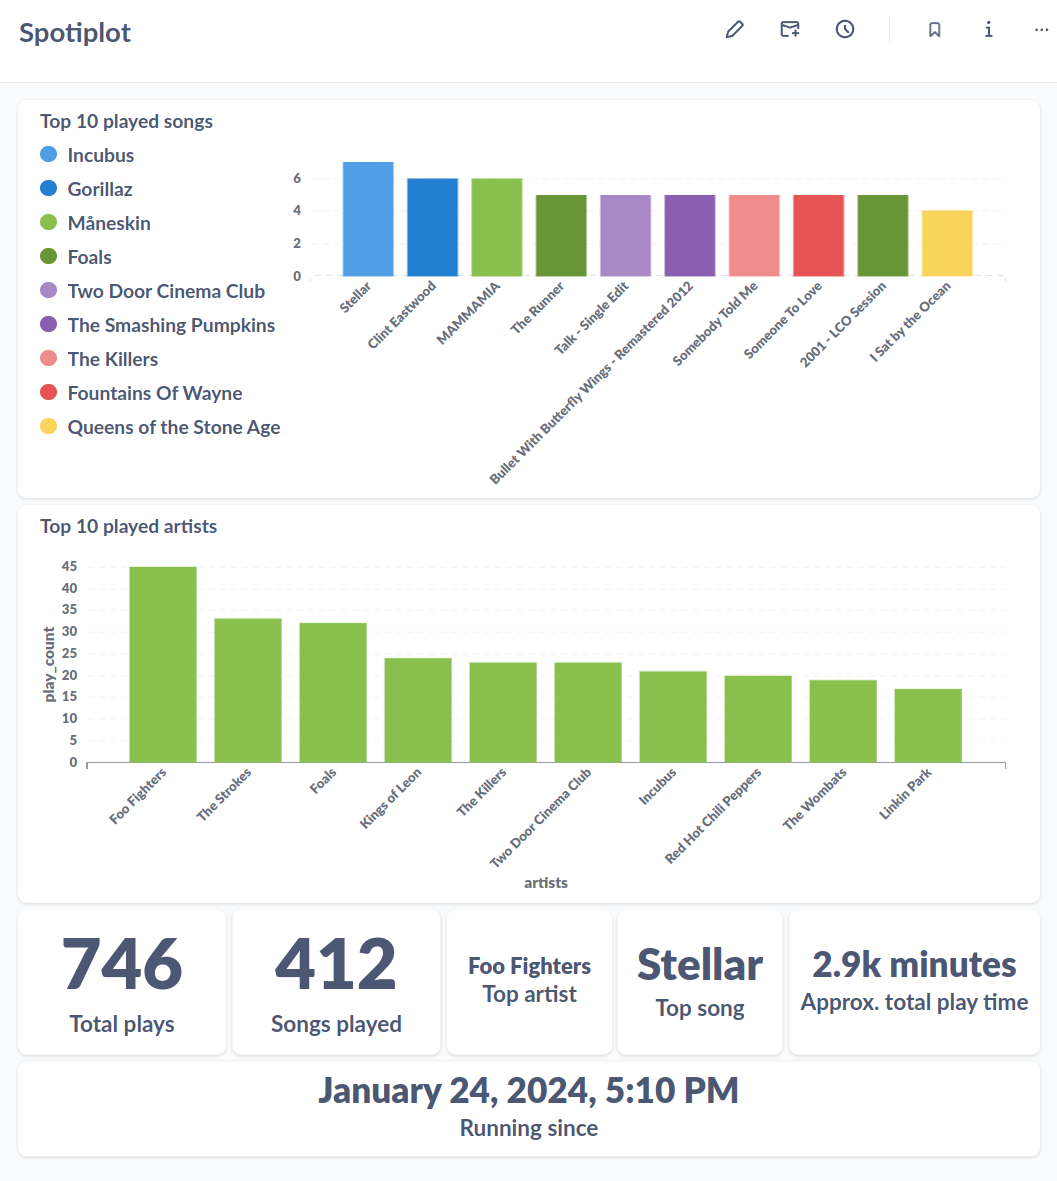 Spotiplot
Top 10 played songs
Incubus
Gorillaz
Måneskin
Foals
Two Door Cinema Club
The Smashing Pumpkins
The Killers
Fountains Of Wayne
Queens of the Stone Age
6
4
2
0
Stellar
Clint Eastwood
MAMMAMIA
The Runner
Talk - Single Edit
Bullet With Butterfly Wings - Remastered 2012
Somebody Told Me
Someone To Love
2001 - LCO Session
I Sat by the Ocean
Top 10 played artists
play_count
45
40
35
30
25
20
15
10
5
0
Foo Fighters
The Strokes
Foals
Kings of Leon
The Killers
Two Door Cinema Club
Incubus
Red Hot Chili Peppers
The Wombats
Linkin Park
artists
746
Total plays
412
Songs played
Foo Fighters
Top artist
Stellar
Top song
2.9k minutes
Approx. total play time
January 24, 2024, 5:10 PM
Running since